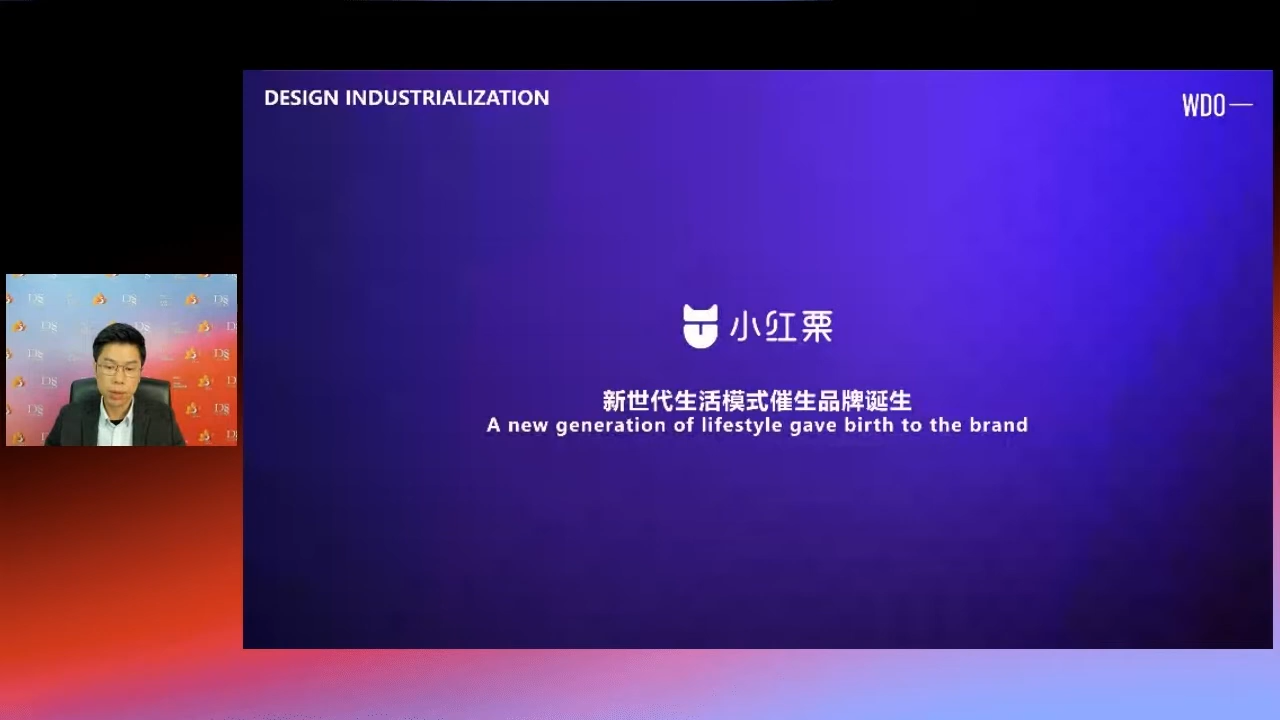 DESIGN INDUSTRIALIZATION
WDO—
小红栗
新世代生活模式催生品牌诞生
A new generation of lifestyle gave birth to the brand